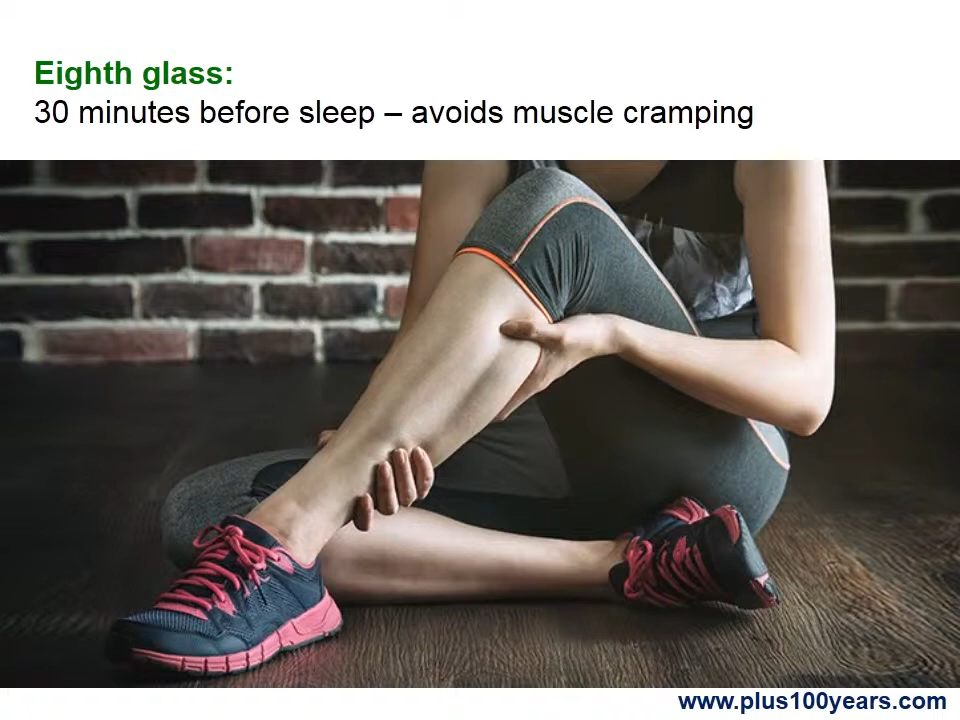 Eighth glass:
30 minutes before sleep – avoids muscle cramping
www.plus100years.com